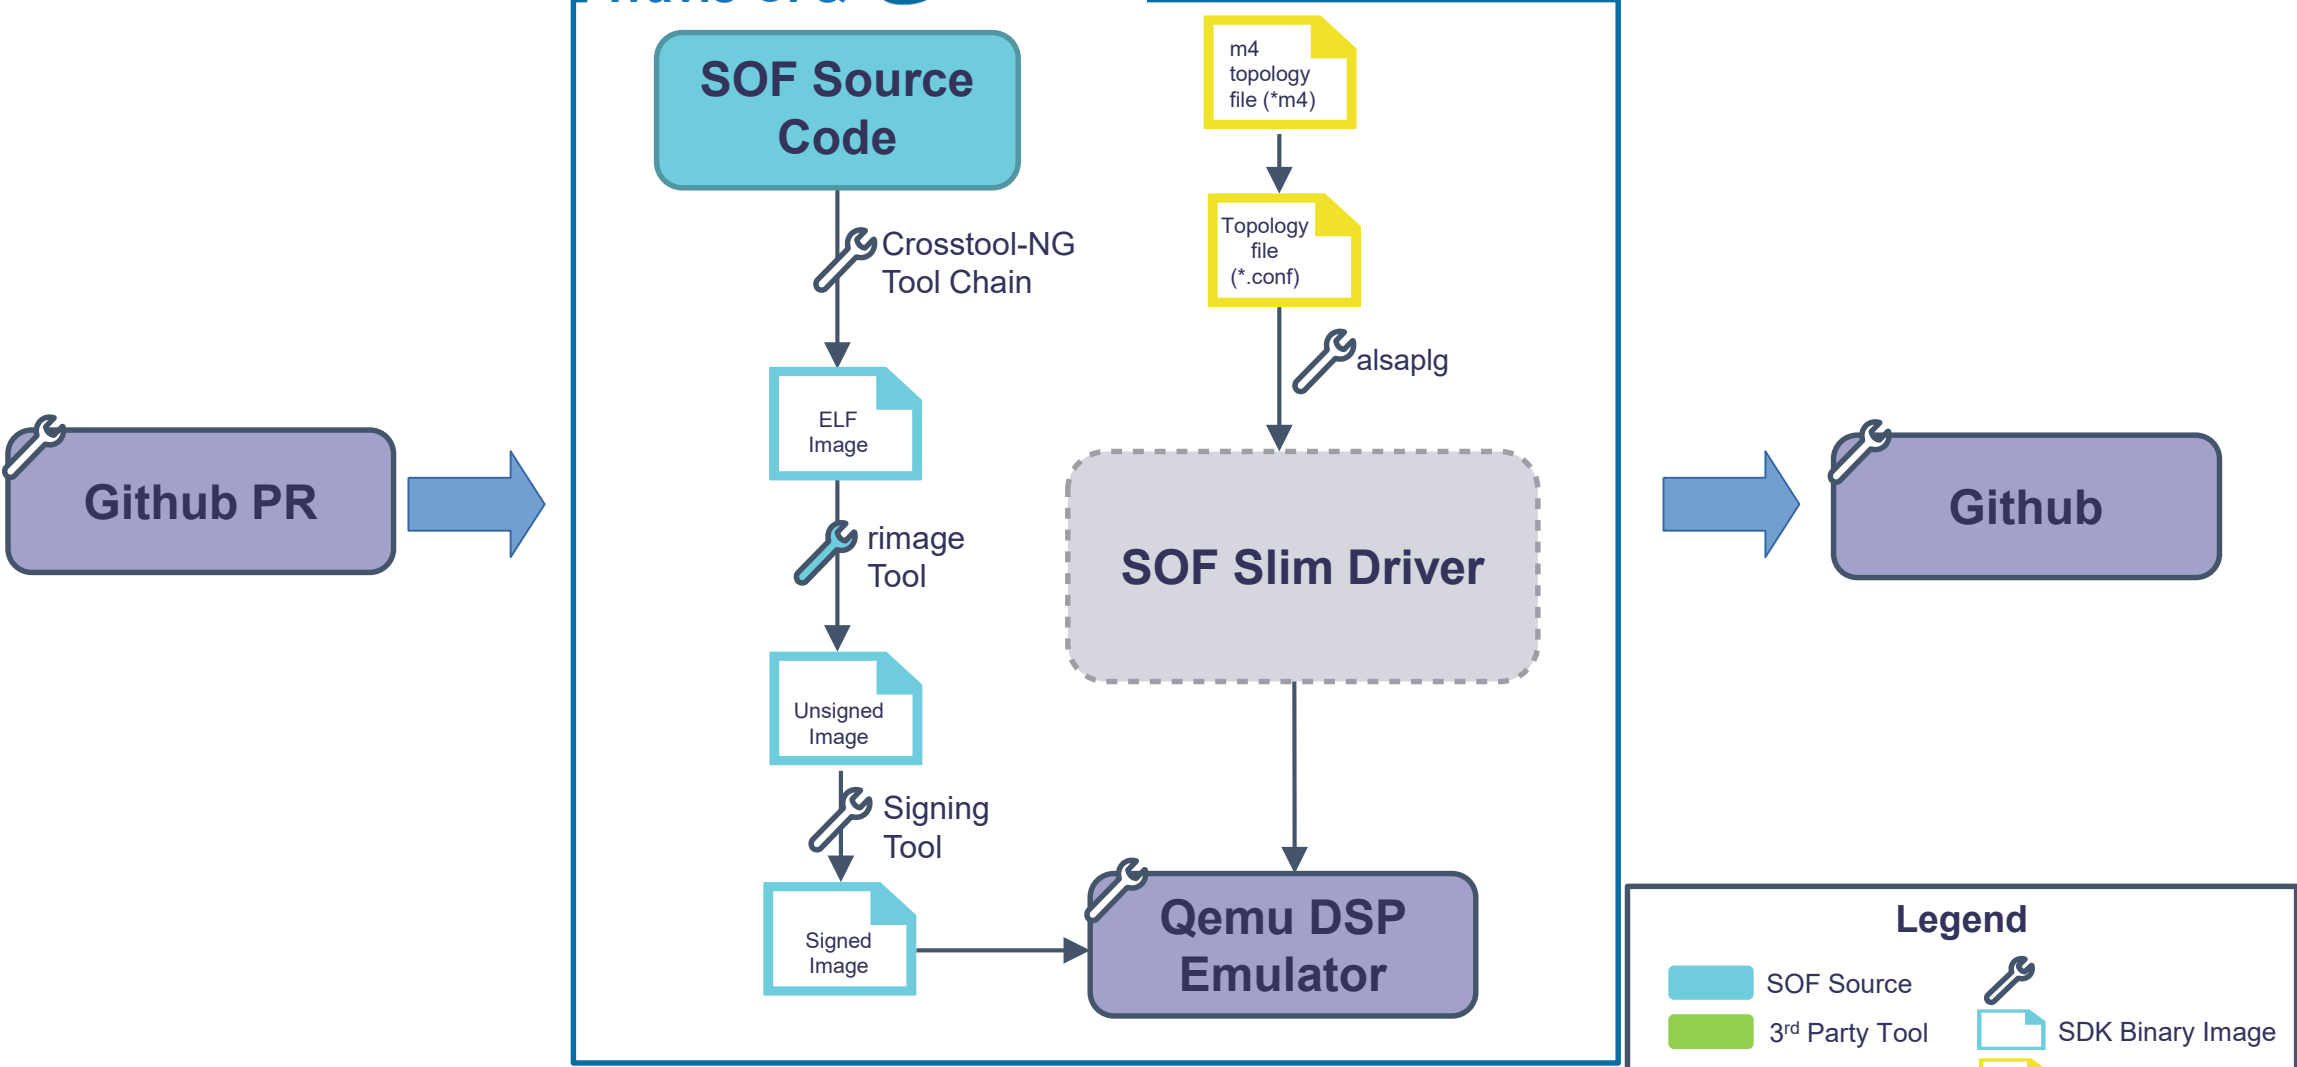 SOF Source
Code
m4
topology
file (*m4)
Topology
file
(*.conf)
Crosstool-NG
Tool Chain
alsaplg
ELF
Image
Github PR
rimage
Tool
SOF Slim Driver
Github
Unsigned
Image
Signing
Tool
Signed
Image
Qemu DSP
Emulator
Legend
SOF Source
3rd Party Tool
SDK Binary Image